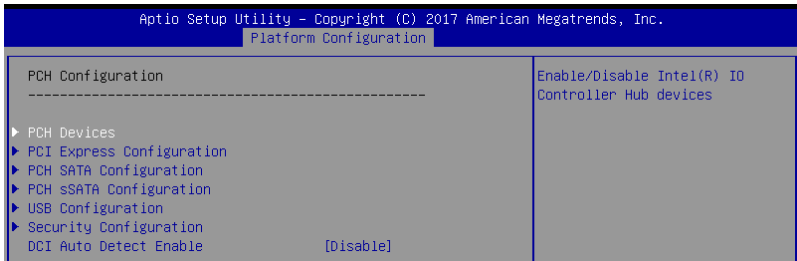 Aptio Setup Utility – Copyright (C) 2017 American Megatrends, Inc.
Platform Configuration
PCH Configuration
--------------------------------------------------
Enable/Disable Intel(R) IO
Controller Hub devices
PCH Devices
PCI Express Configuration
PCH SATA Configuration
PCH sSATA Configuration
USB Configuration
Security Configuration
DCI Auto Detect Enable [Disable]